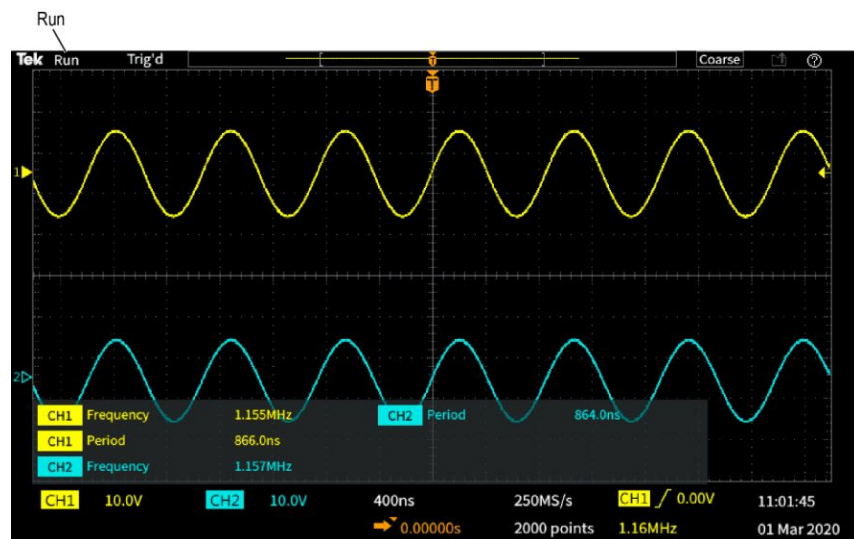 Run
Tek Run Trig'd T Coarse ?
T
1
2
CH1 Frequency 1.155MHz CH2 Period 864.0ns
CH1 Period 866.0ns
CH2 Frequency 1.157MHz
CH1 10.0V CH2 10.0V 400ns 250MS/s CH1 0.00V 11:01:45
0.00000s 2000 points 1.16MHz 01 Mar 2020